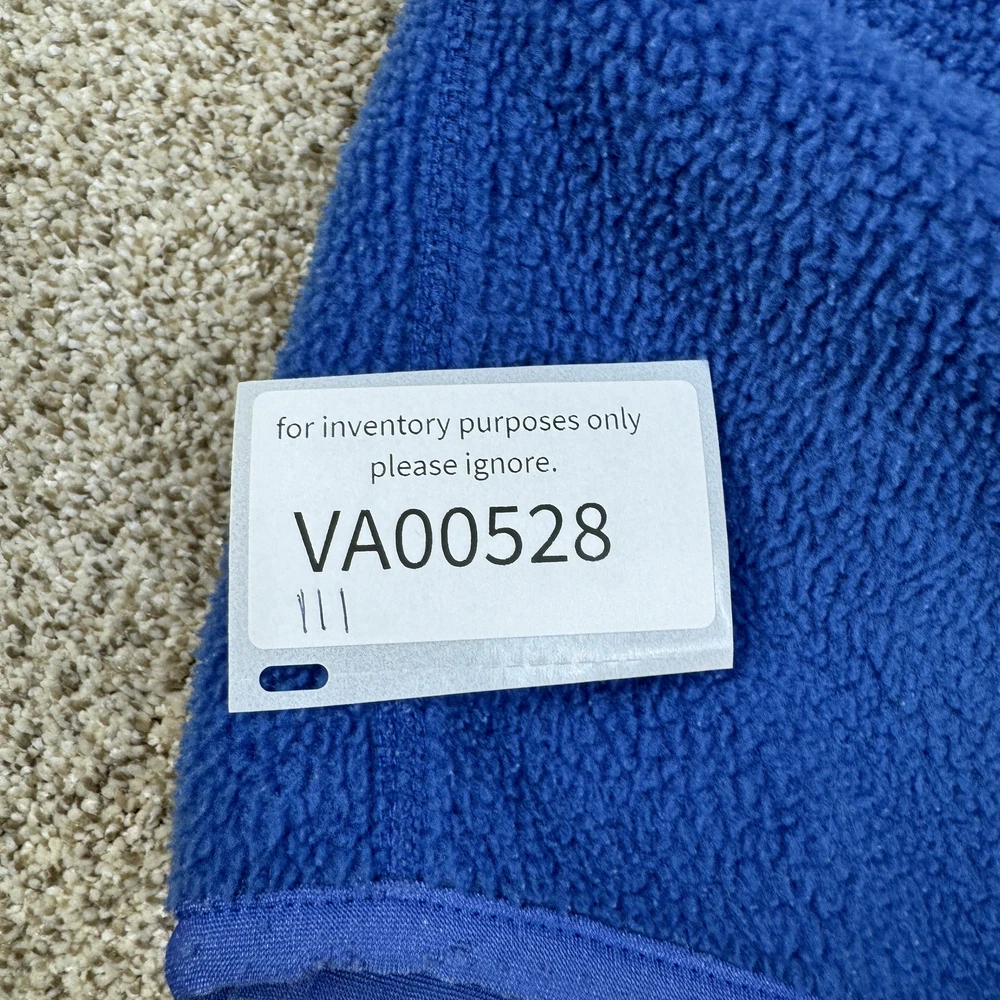 for inventory purposes only
please ignore.
VA00528
|||